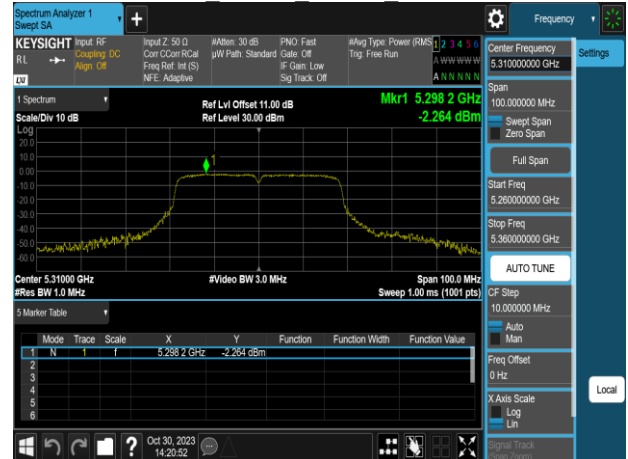 Spectrum Analyzer 1
Swept SA
+
Frequency
KEYSIGHT
RL
LXI
Input: RF
Coupling: DC
Align: Off
Input Z: 50 Ω
Corr CCorr RCal
Freq Ref: Int (S)
NFE: Adaptive
#Atten: 30 dB
µW Path: Standard
PNO: Fast
Gate: Off
IF Gain: Low
Sig Track: Off
#Avg Type: Power (RMS
Trig: Free Run
1 2 3 4 5 6
A W W W W W
A N N N N N
Center Frequency
5.310000000 GHz
Settings
Span
100.000000 MHz
Swept Span
Zero Span
Full Span
Start Freq
5.260000000 GHz
Stop Freq
5.360000000 GHz
AUTO TUNE
CF Step
10.000000 MHz
Auto
Man
Freq Offset
0 Hz
X Axis Scale
Log
Lin
Signal Track
(Span Zoom)
Local
1 Spectrum
Scale/Div 10 dB
Ref Lvl Offset 11.00 dB
Ref Level 30.00 dBm
Mkr1 5.298 2 GHz
-2.264 dBm
Log
20.0
10.0
0.00
-10.0
-20.0
-30.0
-40.0
-50.0
-60.0
1
Center 5.31000 GHz
#Res BW 1.0 MHz
#Video BW 3.0 MHz
Span 100.0 MHz
Sweep 1.00 ms (1001 pts)
5 Marker Table
Mode Trace Scale X Y Function Function Width Function Value
1 N 1 f 5.298 2 GHz -2.264 dBm
2
3
4
5
6
?
Oct 30, 2023
14:20:52